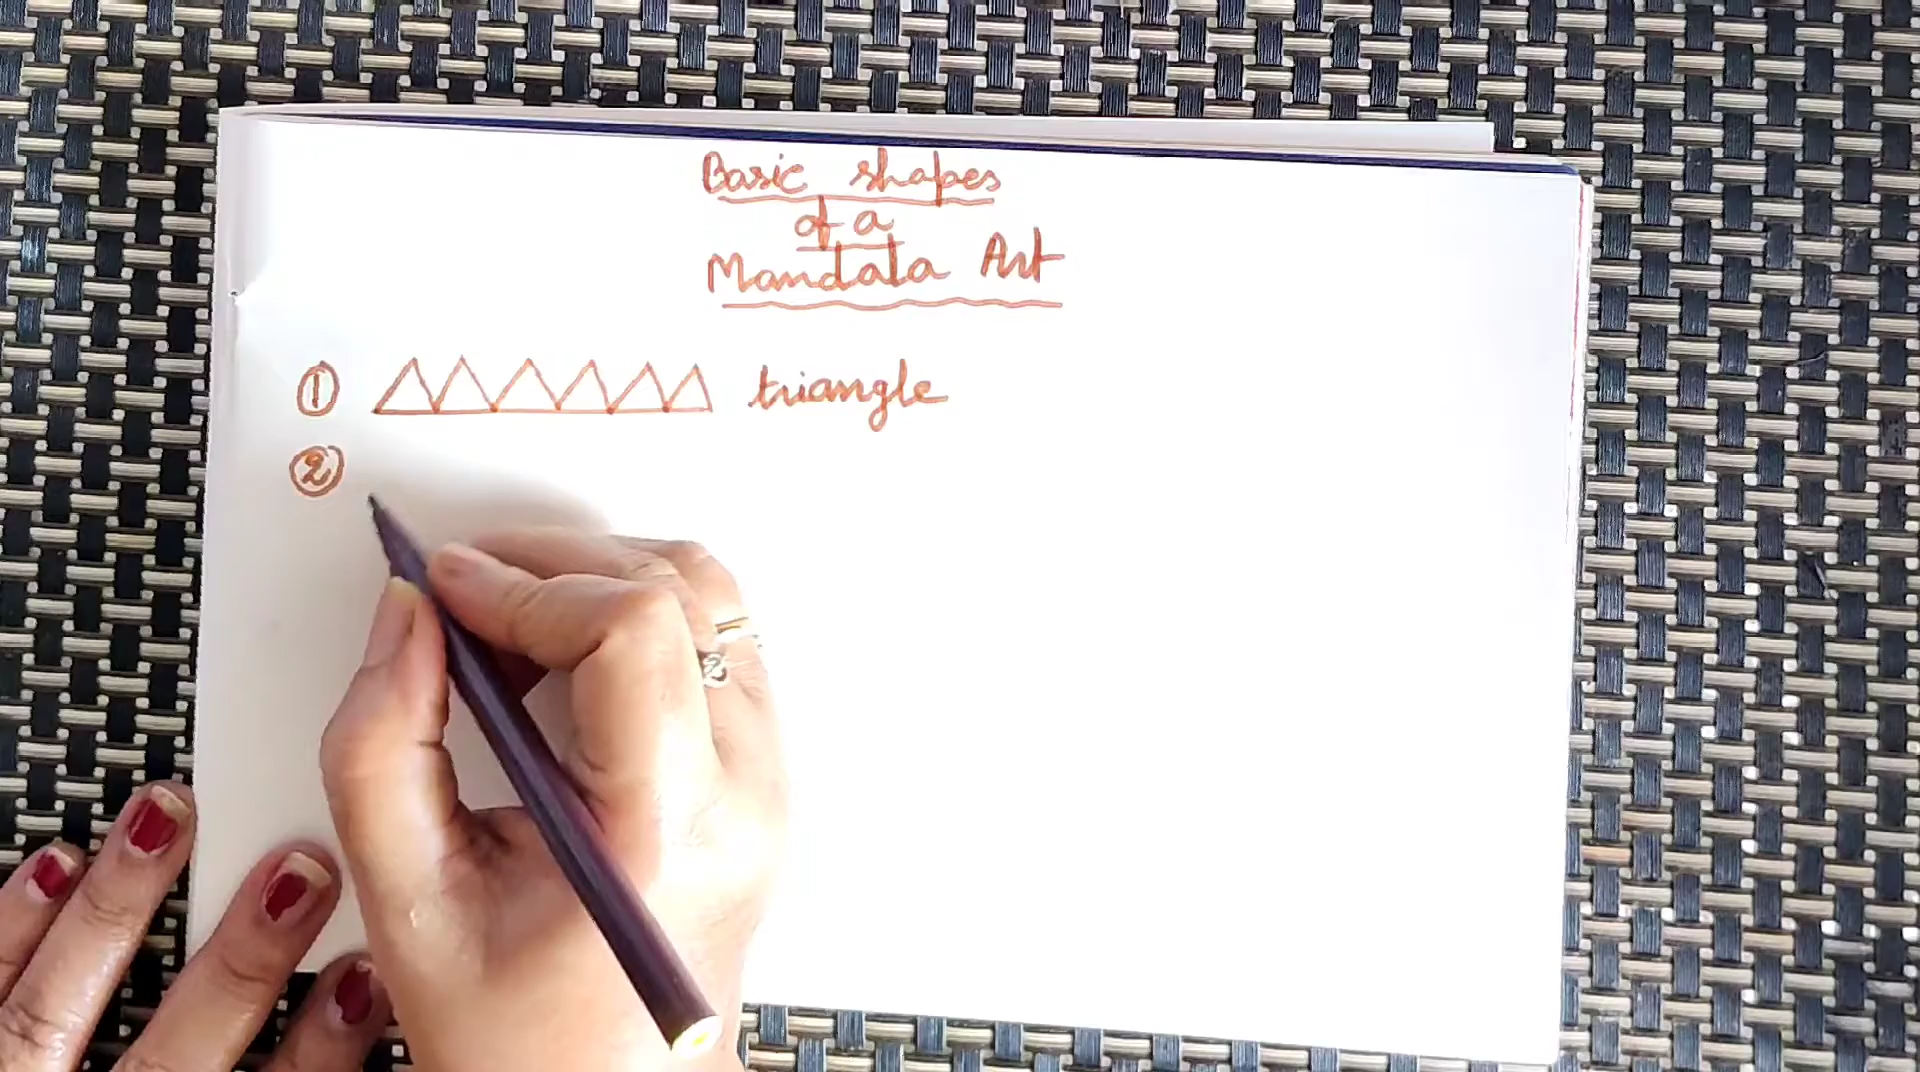 Basic shapes
of a
Mandala Art
① triangle
②